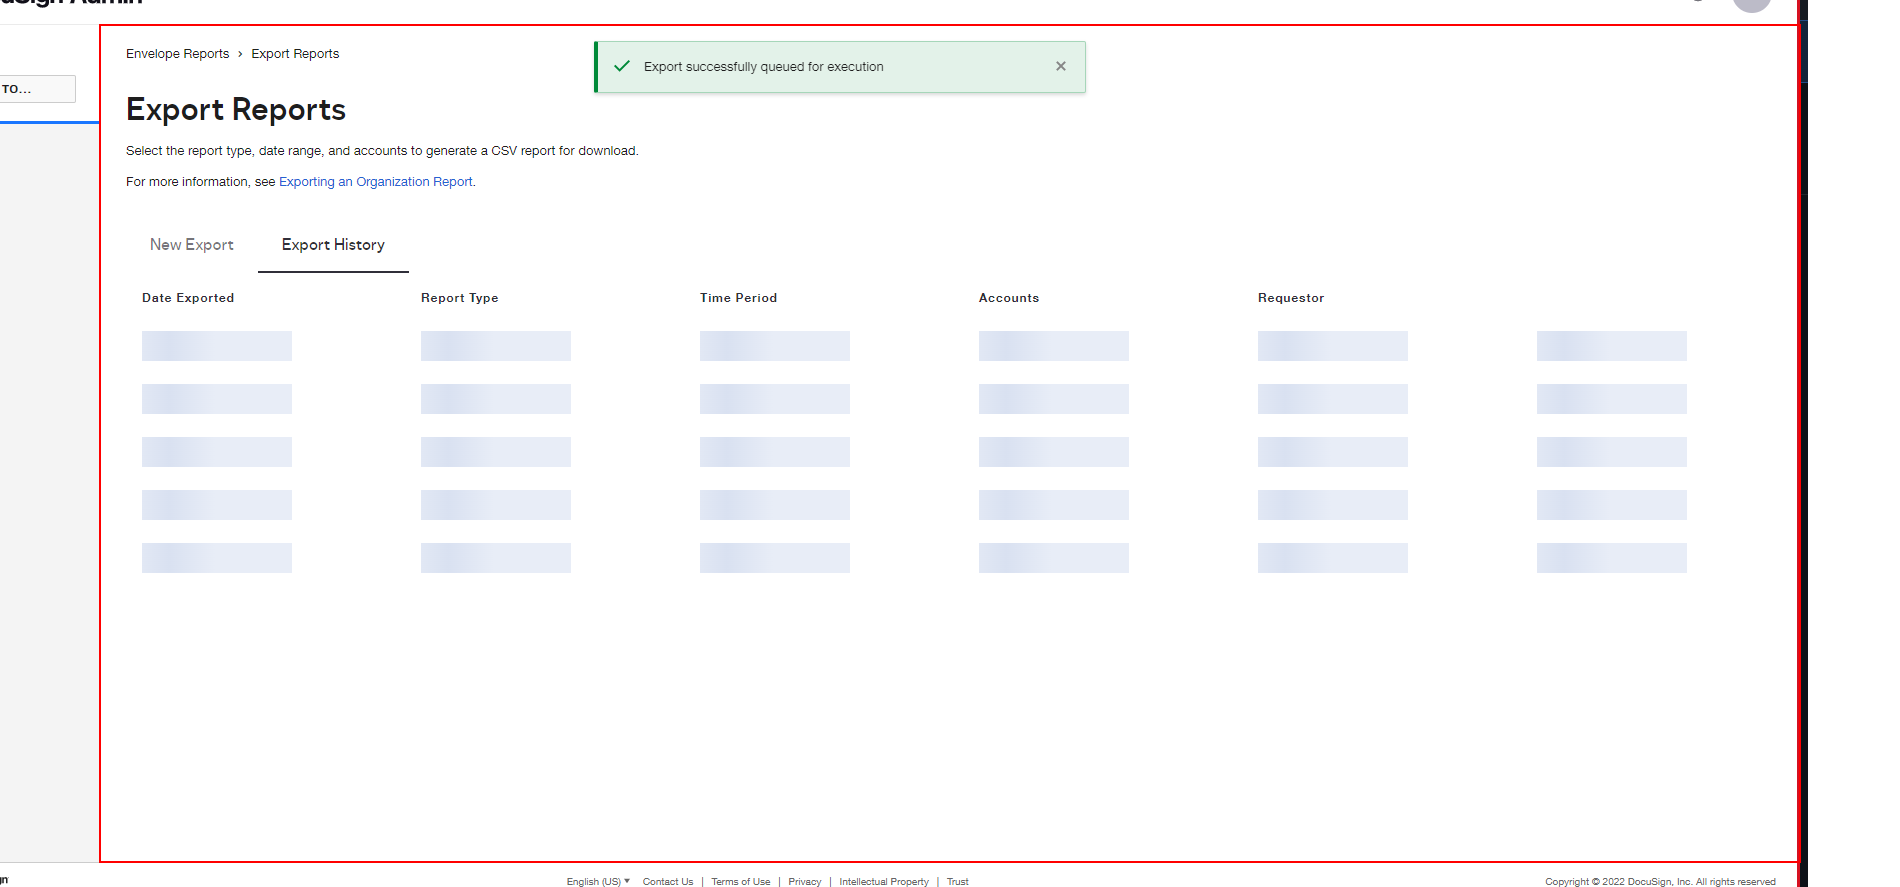 Admin
Envelope Reports › Export Reports
Export successfully queued for execution
TO...
Export Reports
Select the report type, date range, and accounts to generate a CSV report for download.
For more information, see Exporting an Organization Report.
New Export Export History
Date Exported Report Type Time Period Accounts Requestor
English (US) ▾ Contact Us | Terms of Use | Privacy | Intellectual Property | Trust
Copyright © 2022 DocuSign, Inc. All rights reserved